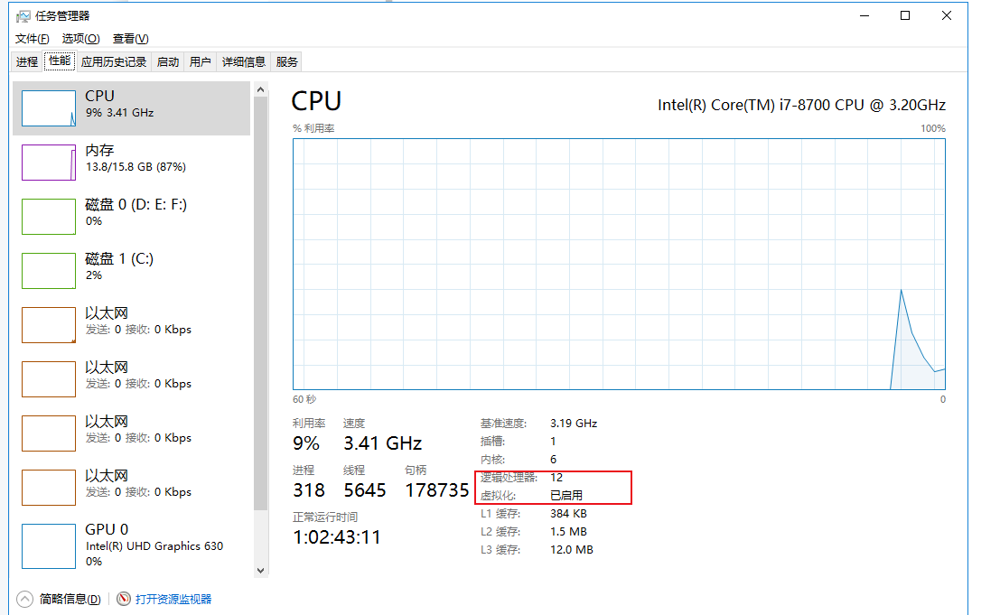 任务管理器
文件(F) 选项(O) 查看(V)
进程 性能 应用历史记录 启动 用户 详细信息 服务
CPU
9% 3.41 GHz
内存
13.8/15.8 GB (87%)
磁盘 0 (D: E: F:)
0%
磁盘 1 (C:)
2%
以太网
发送: 0 接收: 0 Kbps
以太网
发送: 0 接收: 0 Kbps
以太网
发送: 0 接收: 0 Kbps
以太网
发送: 0 接收: 0 Kbps
GPU 0
Intel(R) UHD Graphics 630
0%
CPU Intel(R) Core(TM) i7-8700 CPU @ 3.20GHz
% 利用率 100%
60 秒 0
利用率 速度
9% 3.41 GHz
进程 线程 句柄
318 5645 178735
正常运行时间
1:02:43:11
基准速度: 3.19 GHz
插槽: 1
内核: 6
逻辑处理器: 12
虚拟化: 已启用
L1 缓存: 384 KB
L2 缓存: 1.5 MB
L3 缓存: 12.0 MB
简略信息(D) 打开资源监视器